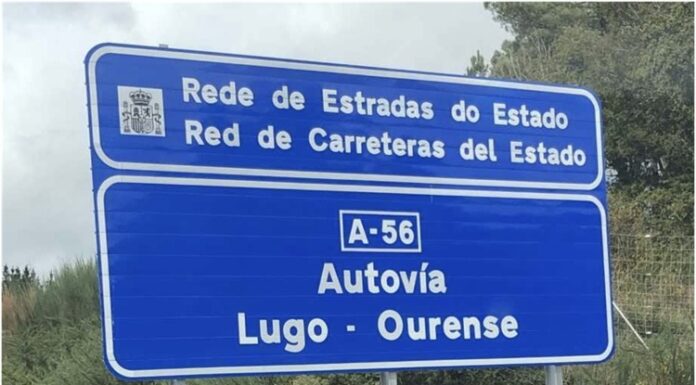 Rede de Estradas do Estado
Red de Carreteras del Estado
A-56
Autovía
Lugo - Ourense